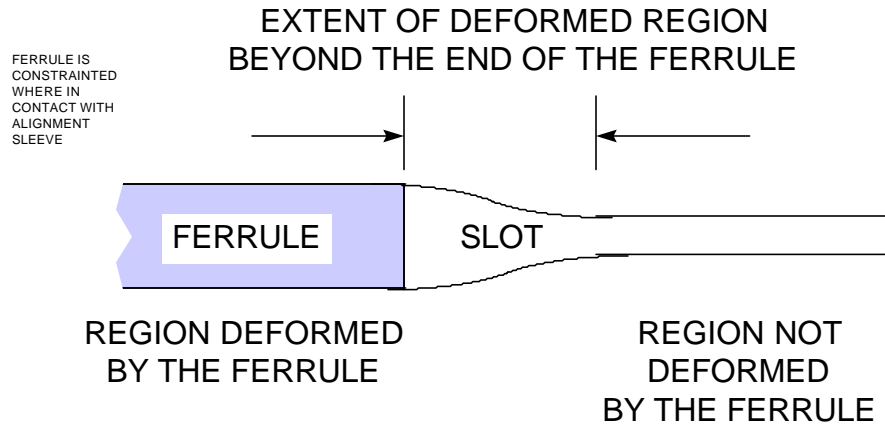 EXTENT OF DEFORMED REGION
BEYOND THE END OF THE FERRULE
FERRULE IS
CONSTRAINTED
WHERE IN
CONTACT WITH
ALIGNMENT
SLEEVE
FERRULE
SLOT
REGION DEFORMED
BY THE FERRULE
REGION NOT
DEFORMED
BY THE FERRULE